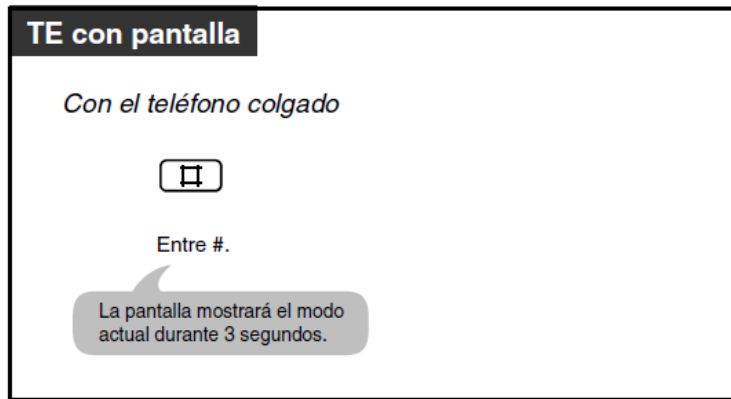 TE con pantalla
Con el teléfono colgado
#
Entre #.
La pantalla mostrará el modo
actual durante 3 segundos.